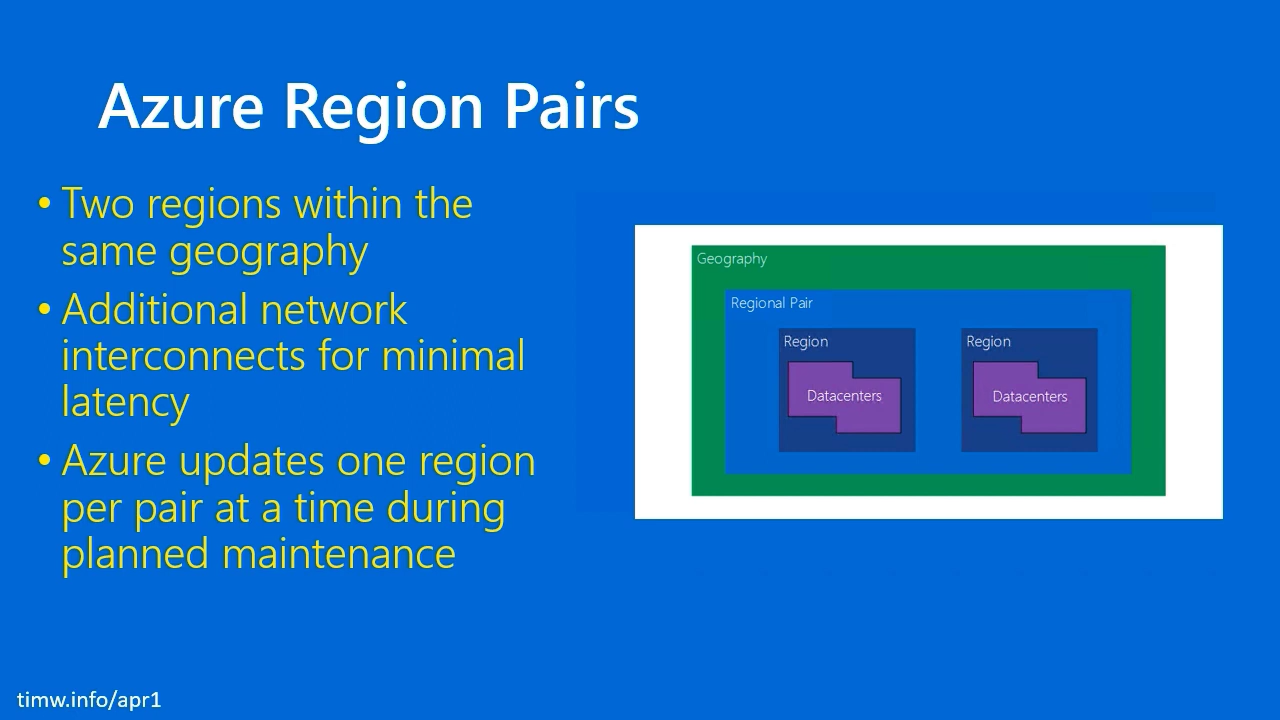 Azure Region Pairs
• Two regions within the
same geography
• Additional network
interconnects for minimal
latency
• Azure updates one region
per pair at a time during
planned maintenance
Geography
Regional Pair
Region
Datacenters
Region
Datacenters
timw.info/apr1